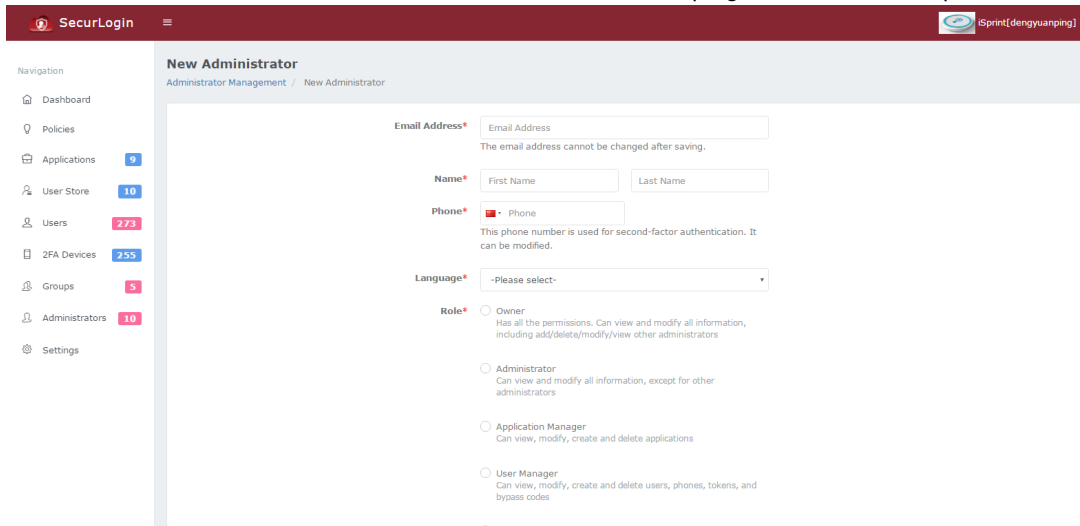 SecurLogin
iSprint[dengyuanping]
Navigation
Dashboard
Policies
Applications 9
User Store 10
Users 273
2FA Devices 255
Groups 5
Administrators 10
Settings
New Administrator
Administrator Management / New Administrator
Email Address* Email Address
The email address cannot be changed after saving.
Name* First Name Last Name
Phone* Phone
This phone number is used for second-factor authentication. It
can be modified.
Language* -Please select-
Role* Owner
Has all the permissions. Can view and modify all information,
including add/delete/modify/view other administrators
Administrator
Can view and modify all information, except for other
administrators
Application Manager
Can view, modify, create and delete applications
User Manager
Can view, modify, create and delete users, phones, tokens, and
bypass codes